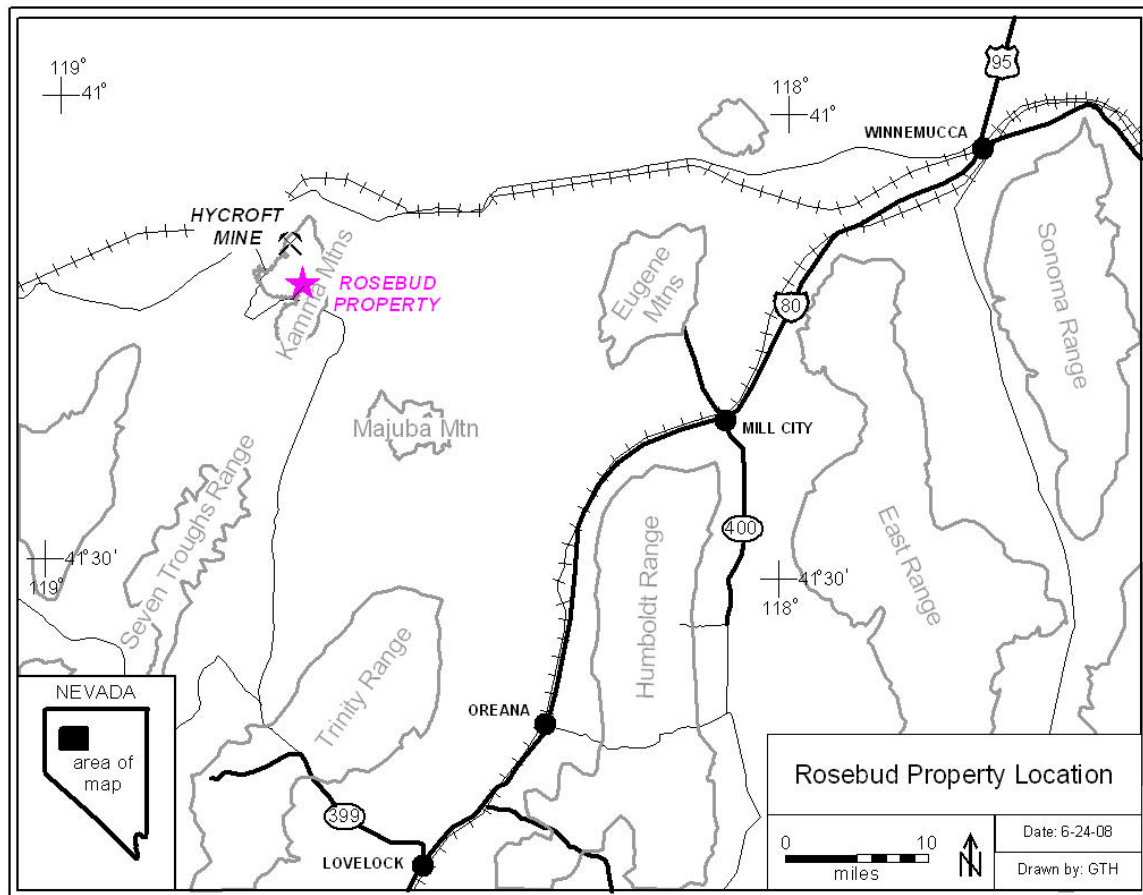 119°
41°
118°
41°
95
WINNEMUCCA
HYCROFT
MINE
ROSEBUD
PROPERTY
Kamma Mtns
Eugene
Mtns
80
Sonoma Range
Majuba Mtn
MILL CITY
Seven Troughs Range
400
East Range
41°30'
119°
41°30'
118°
Humboldt Range
Trinity Range
OREANA
399
LOVELOCK
NEVADA
area of
map
Rosebud Property Location
0 10
miles
N
Date: 6-24-08
Drawn by: GTH